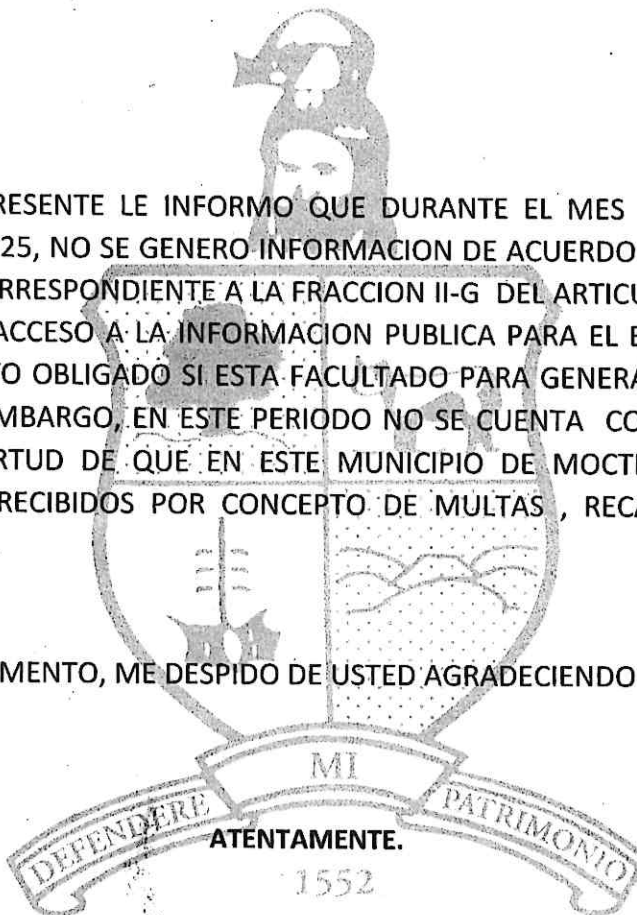 RESENTE LE INFORMO QUE DURANTE EL MES
25, NO SE GENERO INFORMACION DE ACUERDO
RRESPONDIENTE A LA FRACCION II-G DEL ARTICU
ACCESO A LA INFORMACION PUBLICA PARA EL E
O OBLIGADO SI ESTA FACULTADO PARA GENERA
MBARGO, EN ESTE PERIODO NO SE CUENTA CO
RTUD DE QUE EN ESTE MUNICIPIO DE MOCTE
RECIBIDOS POR CONCEPTO DE MULTAS , RECA
MENTO, ME DESPIDO DE USTED AGRADECIENDO
DEFENDERE MI PATRIMONIO
ATENTAMENTE.
1552